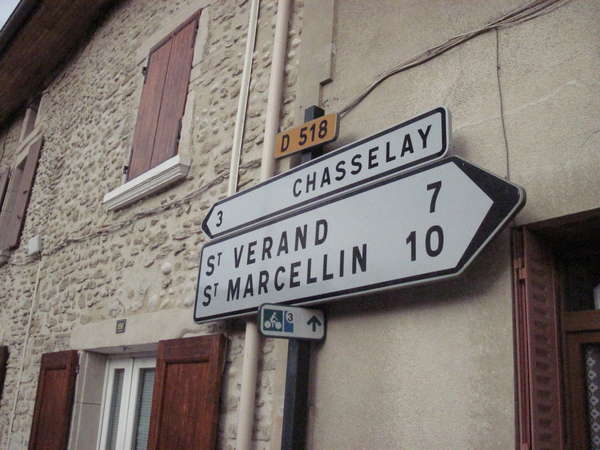 D 518
3 CHASSELAY
ST VERAND 7
ST MARCELLIN 10
3